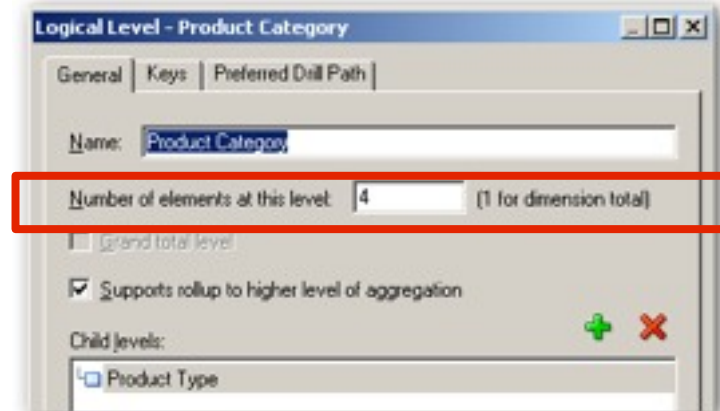 Logical Level - Product Category
General Keys Preferred Drill Path
Name: Product Category
Number of elements at this level: 4 (1 for dimension total)
Grand total level
Supports rollup to higher level of aggregation
Child levels:
Product Type